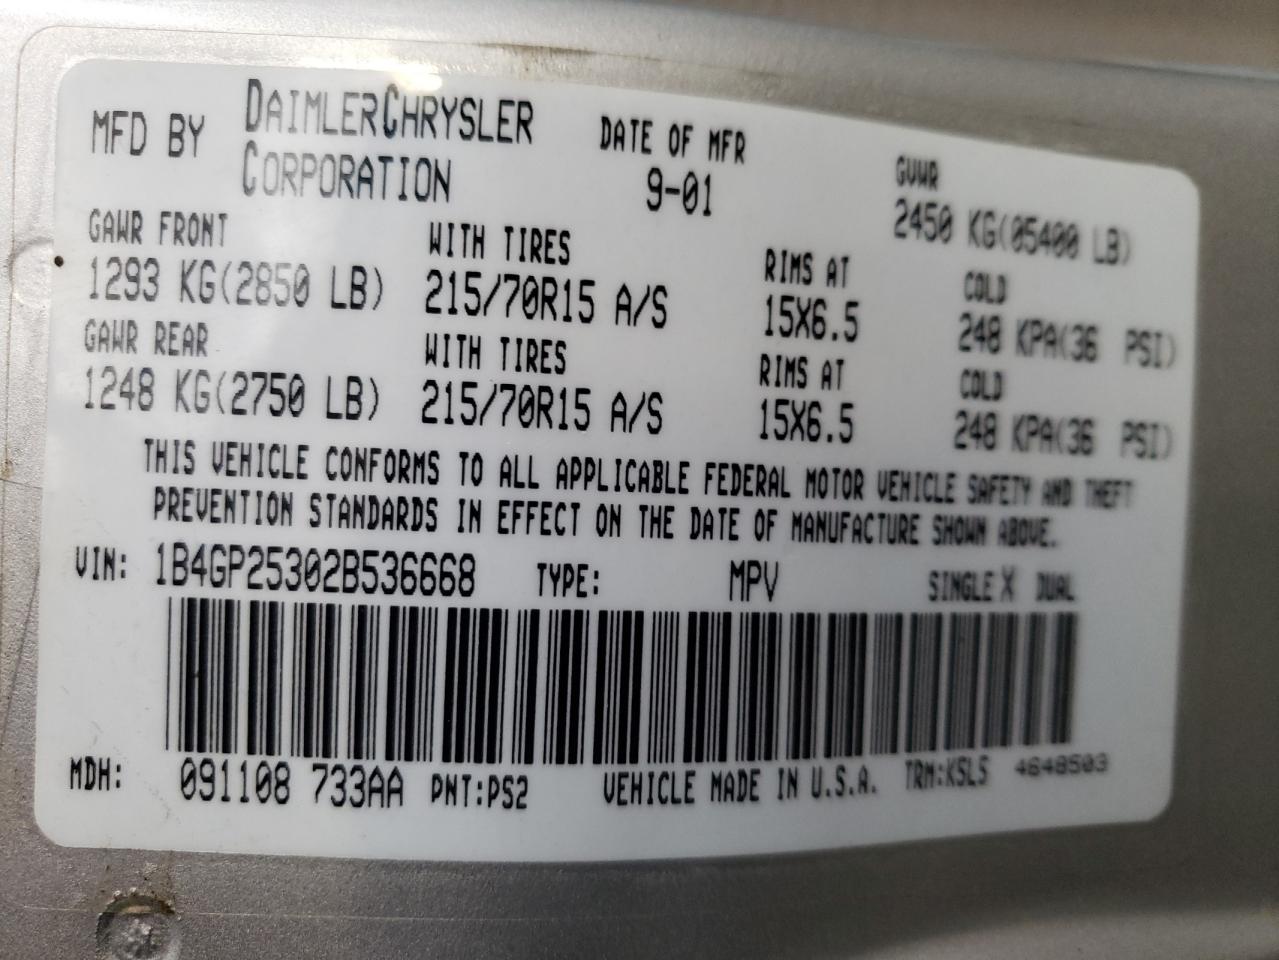 MFD BY DAIMLERCHRYSLER CORPORATION DATE OF MFR 9-01 GVWR 2450 KG(05400 LB)
GAWR FRONT WITH TIRES RIMS AT COLD
1293 KG(2850 LB) 215/70R15 A/S 15X6.5 248 KPA(36 PSI)
GAWR REAR WITH TIRES RIMS AT COLD
1248 KG(2750 LB) 215/70R15 A/S 15X6.5 248 KPA(36 PSI)
THIS VEHICLE CONFORMS TO ALL APPLICABLE FEDERAL MOTOR VEHICLE SAFETY AND THEFT
PREVENTION STANDARDS IN EFFECT ON THE DATE OF MANUFACTURE SHOWN ABOVE.
VIN: 1B4GP25302B536668 TYPE: MPV SINGLE X DUAL
MDH: 091108 733AA PNT:PS2 VEHICLE MADE IN U.S.A. TRM:KSL5 4648503